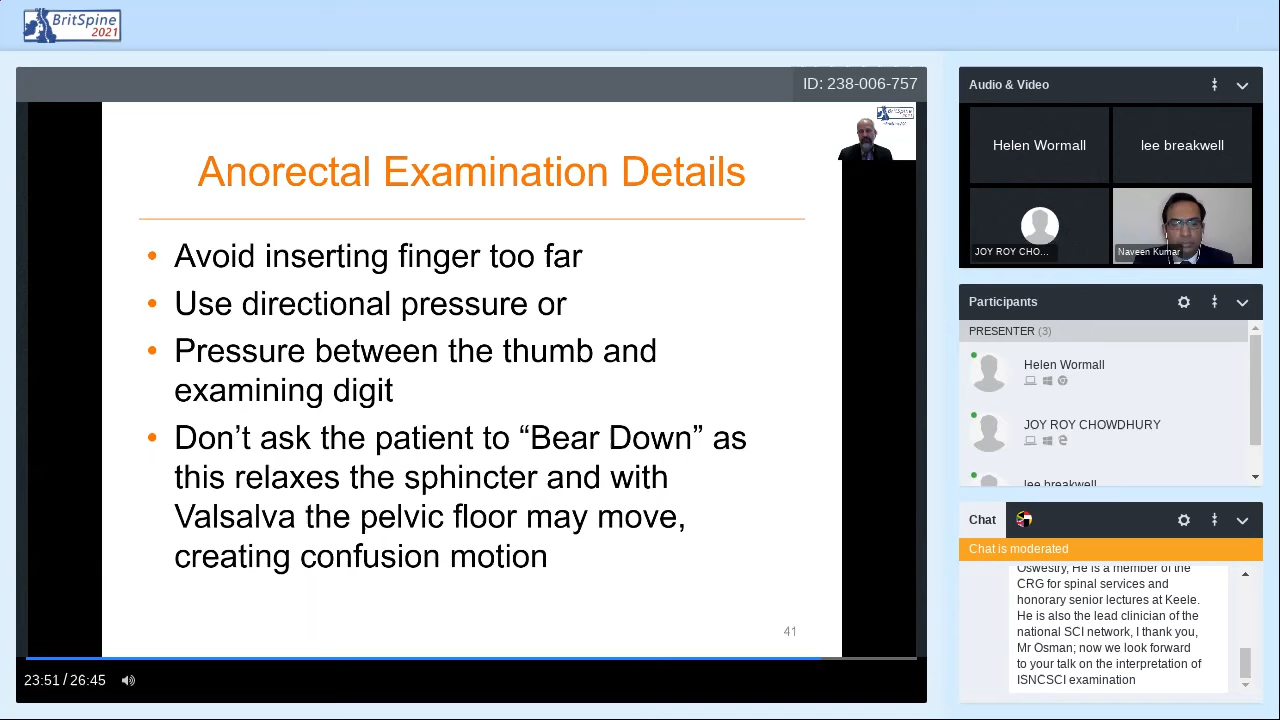 BritSpine
2021
ID: 238-006-757
Anorectal Examination Details
• Avoid inserting finger too far
• Use directional pressure or
• Pressure between the thumb and
examining digit
• Don’t ask the patient to “Bear Down” as
this relaxes the sphincter and with
Valsalva the pelvic floor may move,
creating confusion motion
41
23:51 / 26:45
Audio & Video
Helen Wormall
lee breakwell
JOY ROY CHO...
Naveen Kumar
Participants
PRESENTER (3)
Helen Wormall
JOY ROY CHOWDHURY
lee breakwell
Chat
Chat is moderated
Oswestry, He is a member of the
CRG for spinal services and
honorary senior lectures at Keele.
He is also the lead clinician of the
national SCI network, I thank you,
Mr Osman; now we look forward
to your talk on the interpretation of
ISNCSCI examination